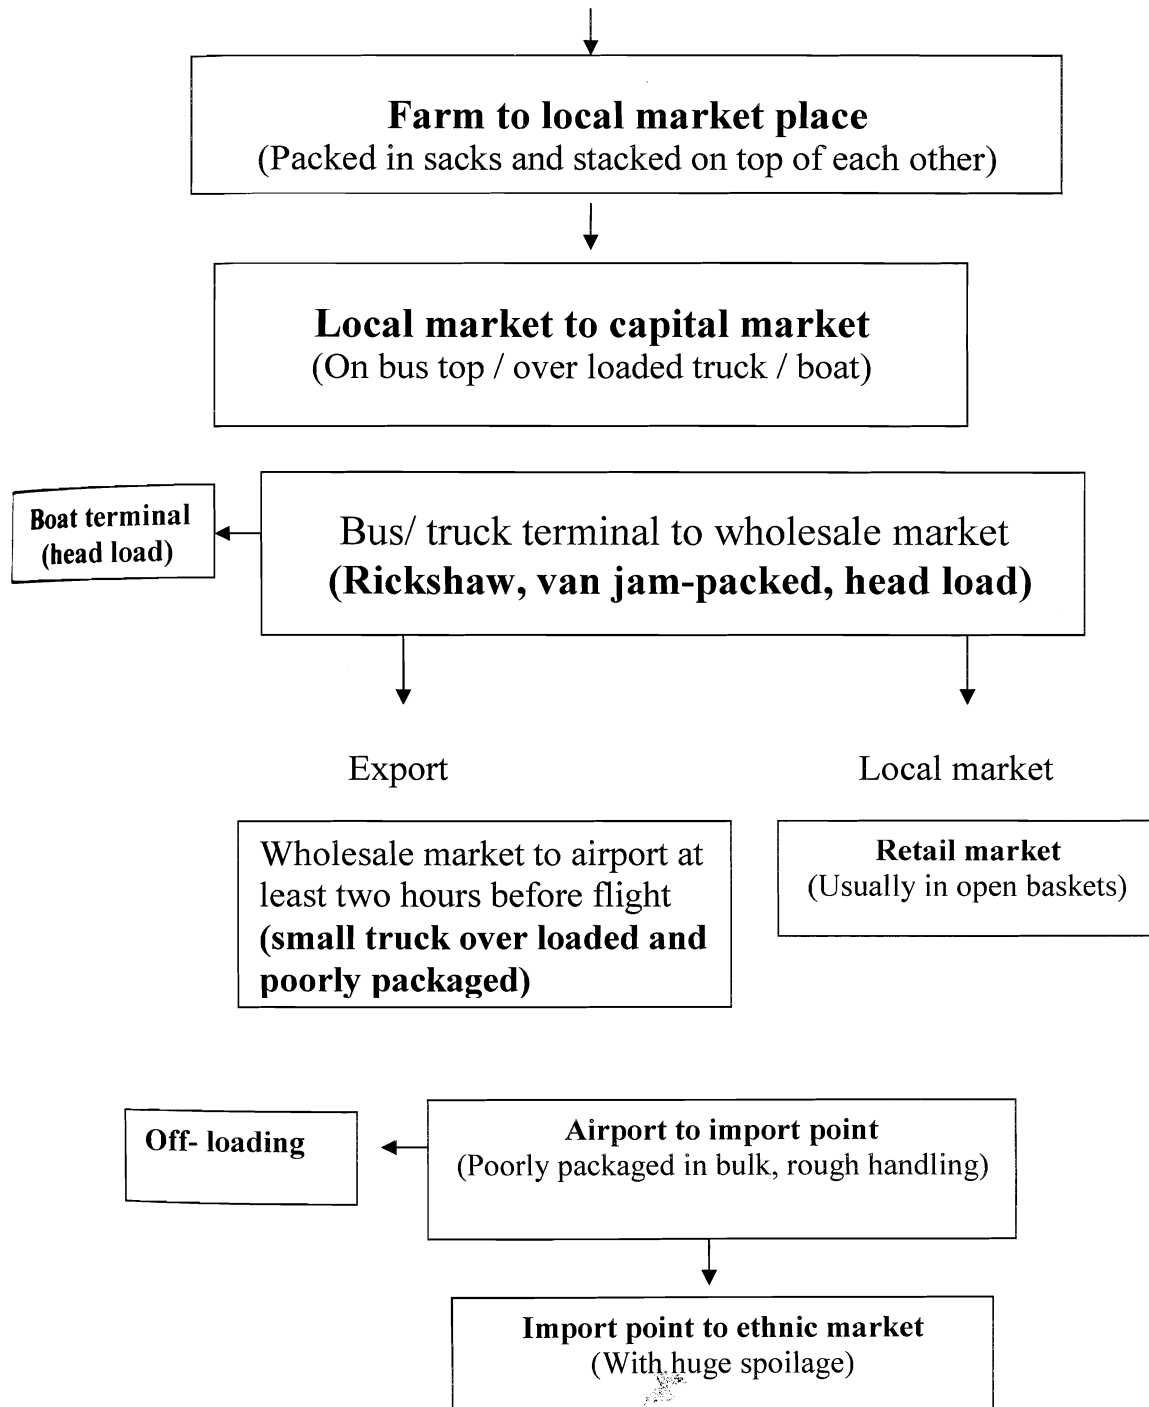 Farm to local market place
(Packed in sacks and stacked on top of each other)
Local market to capital market
(On bus top / over loaded truck / boat)
Boat terminal
(head load)
Bus/ truck terminal to wholesale market
(Rickshaw, van jam-packed, head load)
Export
Local market
Wholesale market to airport at
least two hours before flight
(small truck over loaded and
poorly packaged)
Retail market
(Usually in open baskets)
Off- loading
Airport to import point
(Poorly packaged in bulk, rough handling)
Import point to ethnic market
(With huge spoilage)